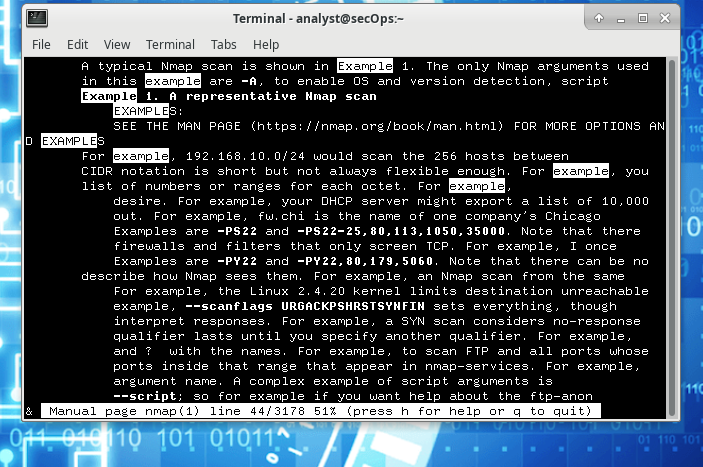 Terminal - analyst@secOps:~
File Edit View Terminal Tabs Help
A typical Nmap scan is shown in Example 1. The only Nmap arguments used
in this example are -A, to enable OS and version detection, script
Example 1. A representative Nmap scan
EXAMPLES:
SEE THE MAN PAGE (https://nmap.org/book/man.html) FOR MORE OPTIONS AN
D EXAMPLES
For example, 192.168.10.0/24 would scan the 256 hosts between
CIDR notation is short but not always flexible enough. For example, you
list of numbers or ranges for each octet. For example,
desire. For example, your DHCP server might export a list of 10,000
out. For example, fw.chi is the name of one company's Chicago
Examples are -PS22 and -PS22-25,80,113,1050,35000. Note that there
firewalls and filters that only screen TCP. For example, I once
Examples are -PY22 and -PY22,80,179,5060. Note that there can be no
describe how Nmap sees them. For example, an Nmap scan from the same
For example, the Linux 2.4.20 kernel limits destination unreachable
example, --scanflags URGACKPSHRSTSYNFIN sets everything, though
interpret responses. For example, a SYN scan considers no-response
qualifier lasts until you specify another qualifier. For example,
and ? with the names. For example, to scan FTP and all ports whose
ports inside that range that appear in nmap-services. For example,
argument name. A complex example of script arguments is
--script; so for example if you want help about the ftp-anon
& Manual page nmap(1) line 44/3178 51% (press h for help or q to quit)